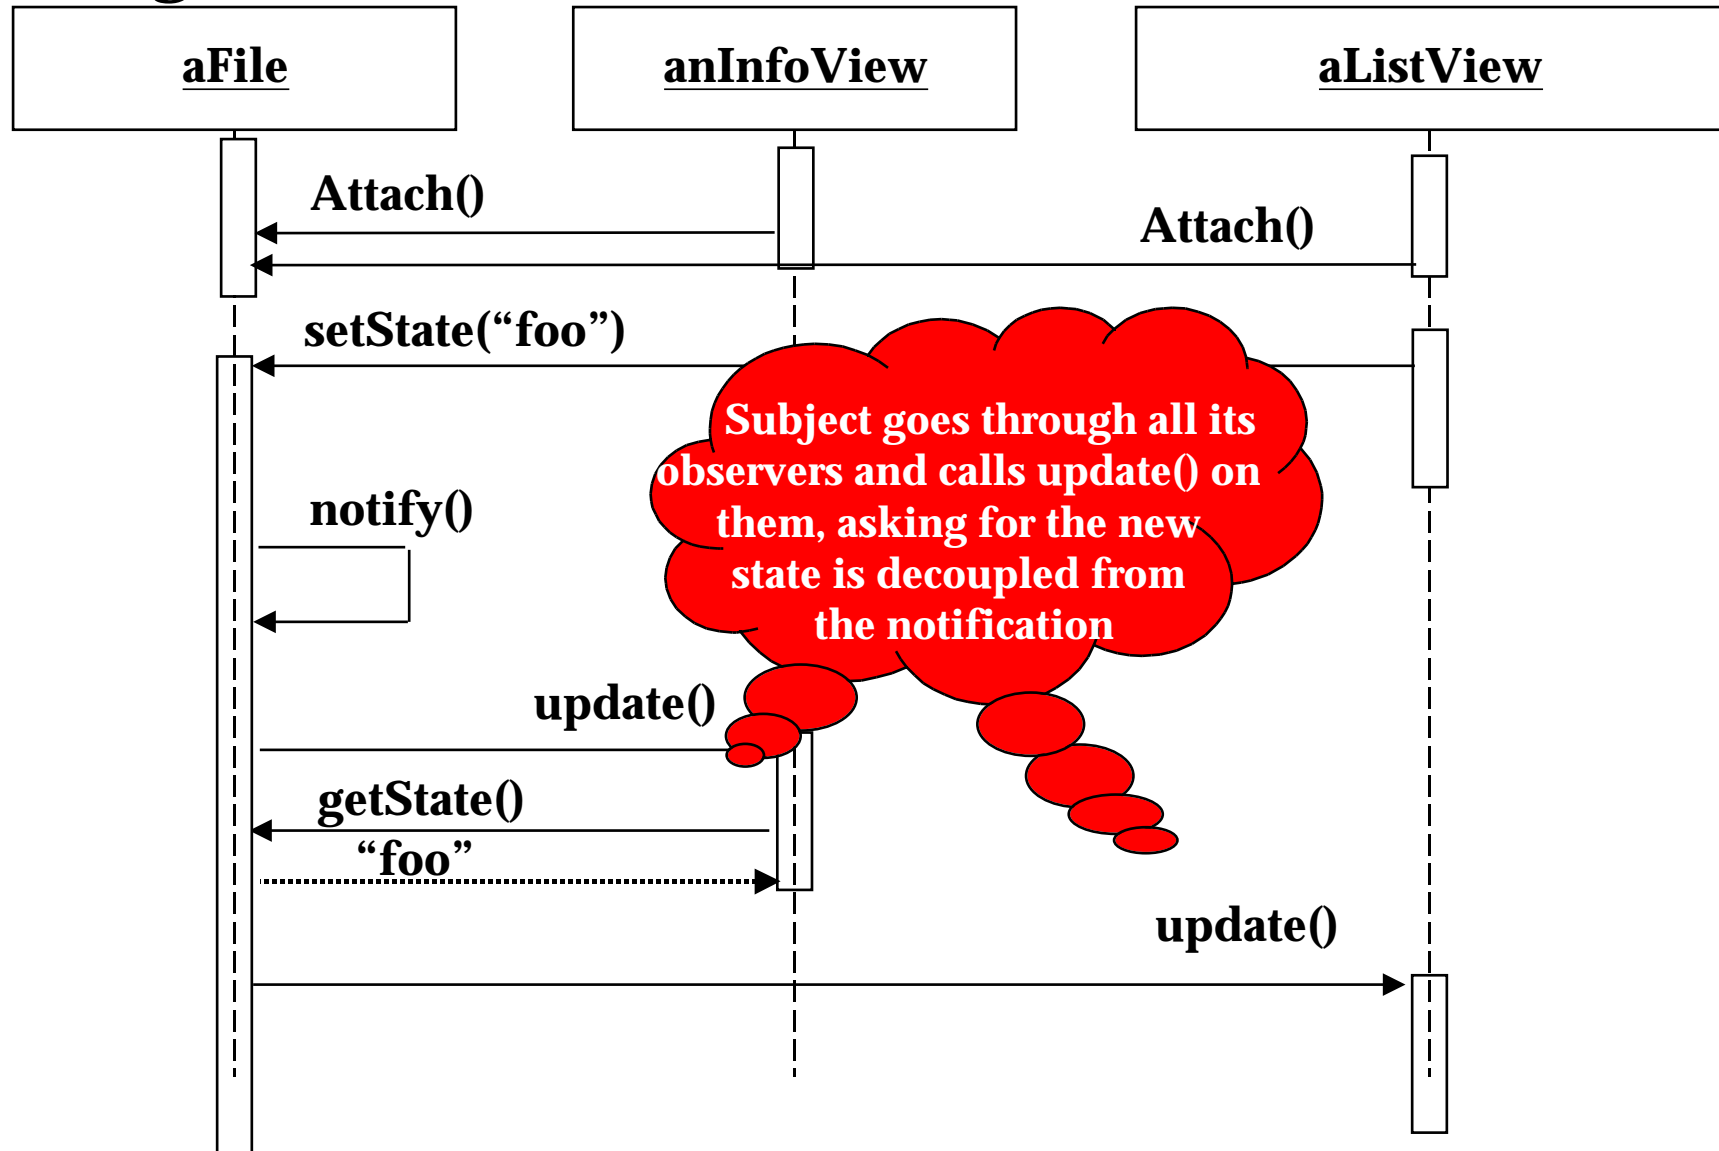 aFile
anInfoView
aListView
Attach()
Attach()
setState(“foo”)
Subject goes through all its
observers and calls update() on
them, asking for the new
state is decoupled from
the notification
notify()
update()
getState()
“foo”
update()